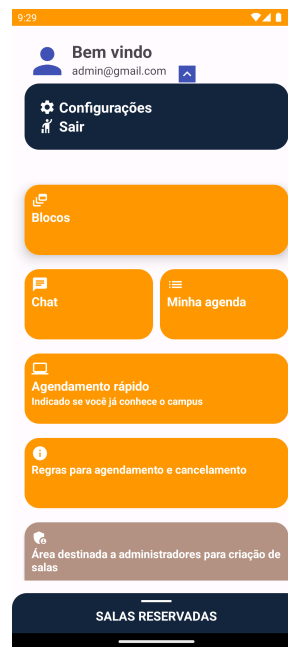 9:29
Bem vindo
admin@gmail.com
Configurações
Sair
Blocos
Chat
Minha agenda
Agendamento rápido
Indicado se você já conhece o campus
Regras para agendamento e cancelamento
Área destinada a administradores para criação de
salas
SALAS RESERVADAS